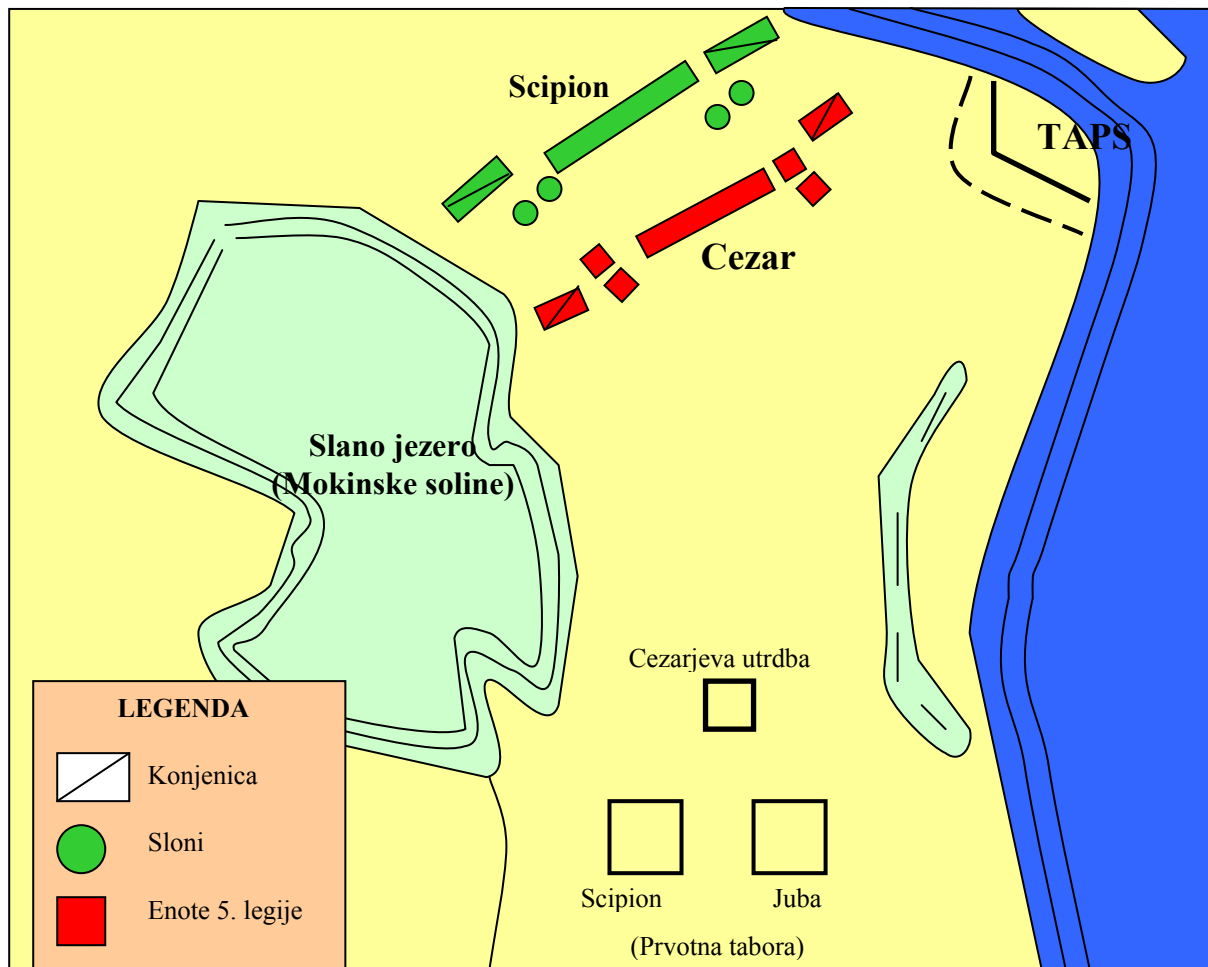 Scipion
TAPS
Cezar
Slano jezero
(Mokinske soline)
Cezarjeva utrdba
Scipion
Juba
(Prvotna tabora)
LEGENDA
Konjenica
Sloni
Enote 5. legije